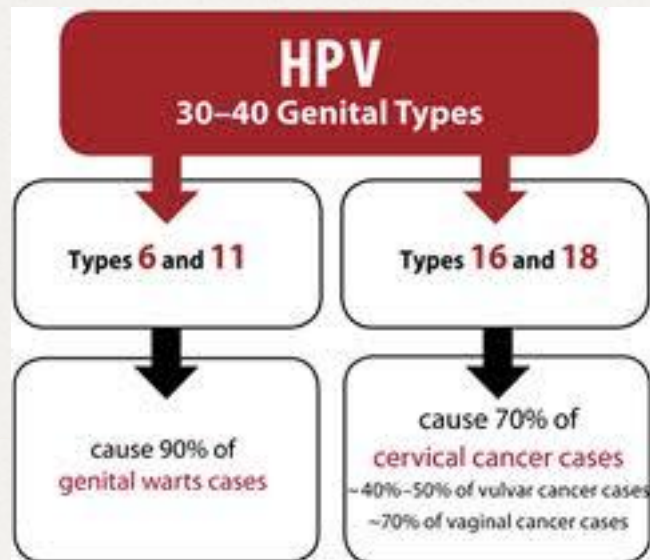 HPV
30–40 Genital Types
Types 6 and 11
Types 16 and 18
cause 90% of
genital warts cases
cause 70% of
cervical cancer cases
~40%–50% of vulvar cancer cases
~70% of vaginal cancer cases